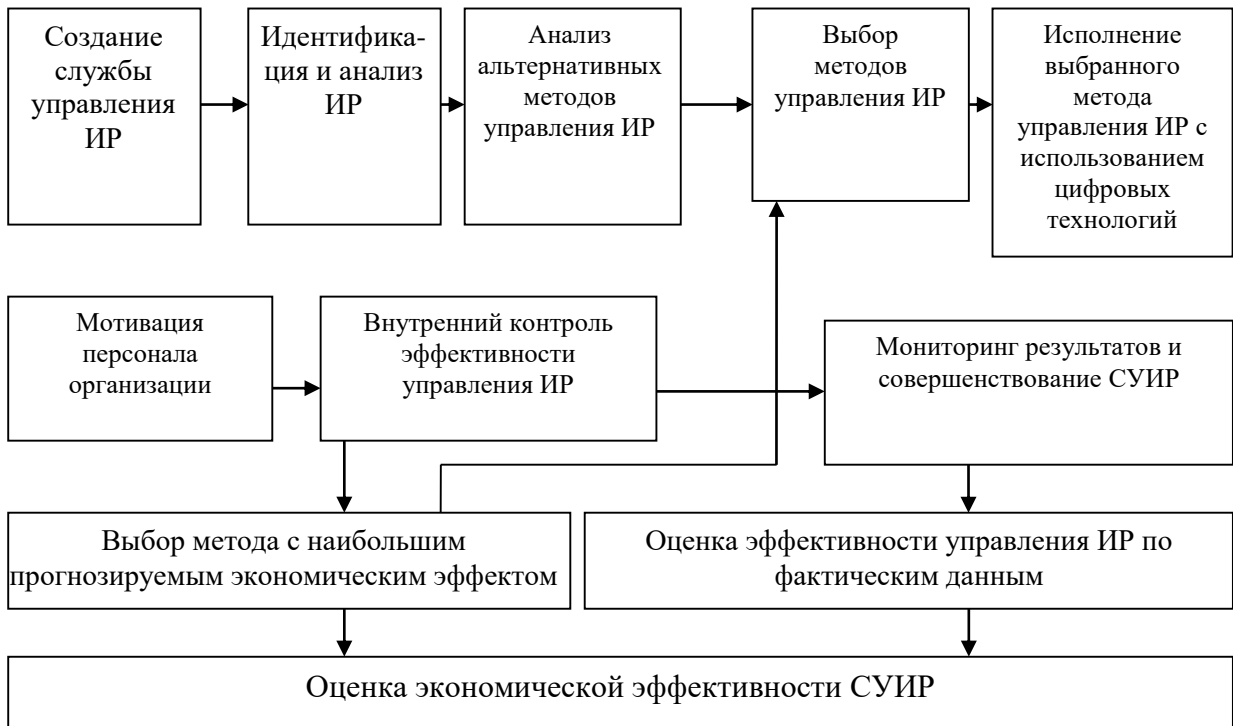 Создание
службы
управления
ИР
Идентифика-
ция и анализ
ИР
Анализ
альтернативных
методов
управления ИР
Выбор
методов
управления ИР
Исполнение
выбранного
метода
управления ИР с
использованием
цифровых
технологий
Мотивация
персонала
организации
Внутренний контроль
эффективности
управления ИР
Мониторинг результатов и
совершенствование СУИР
Выбор метода с наибольшим
прогнозируемым экономическим эффектом
Оценка эффективности управления ИР по
фактическим данным
Оценка экономической эффективности СУИР